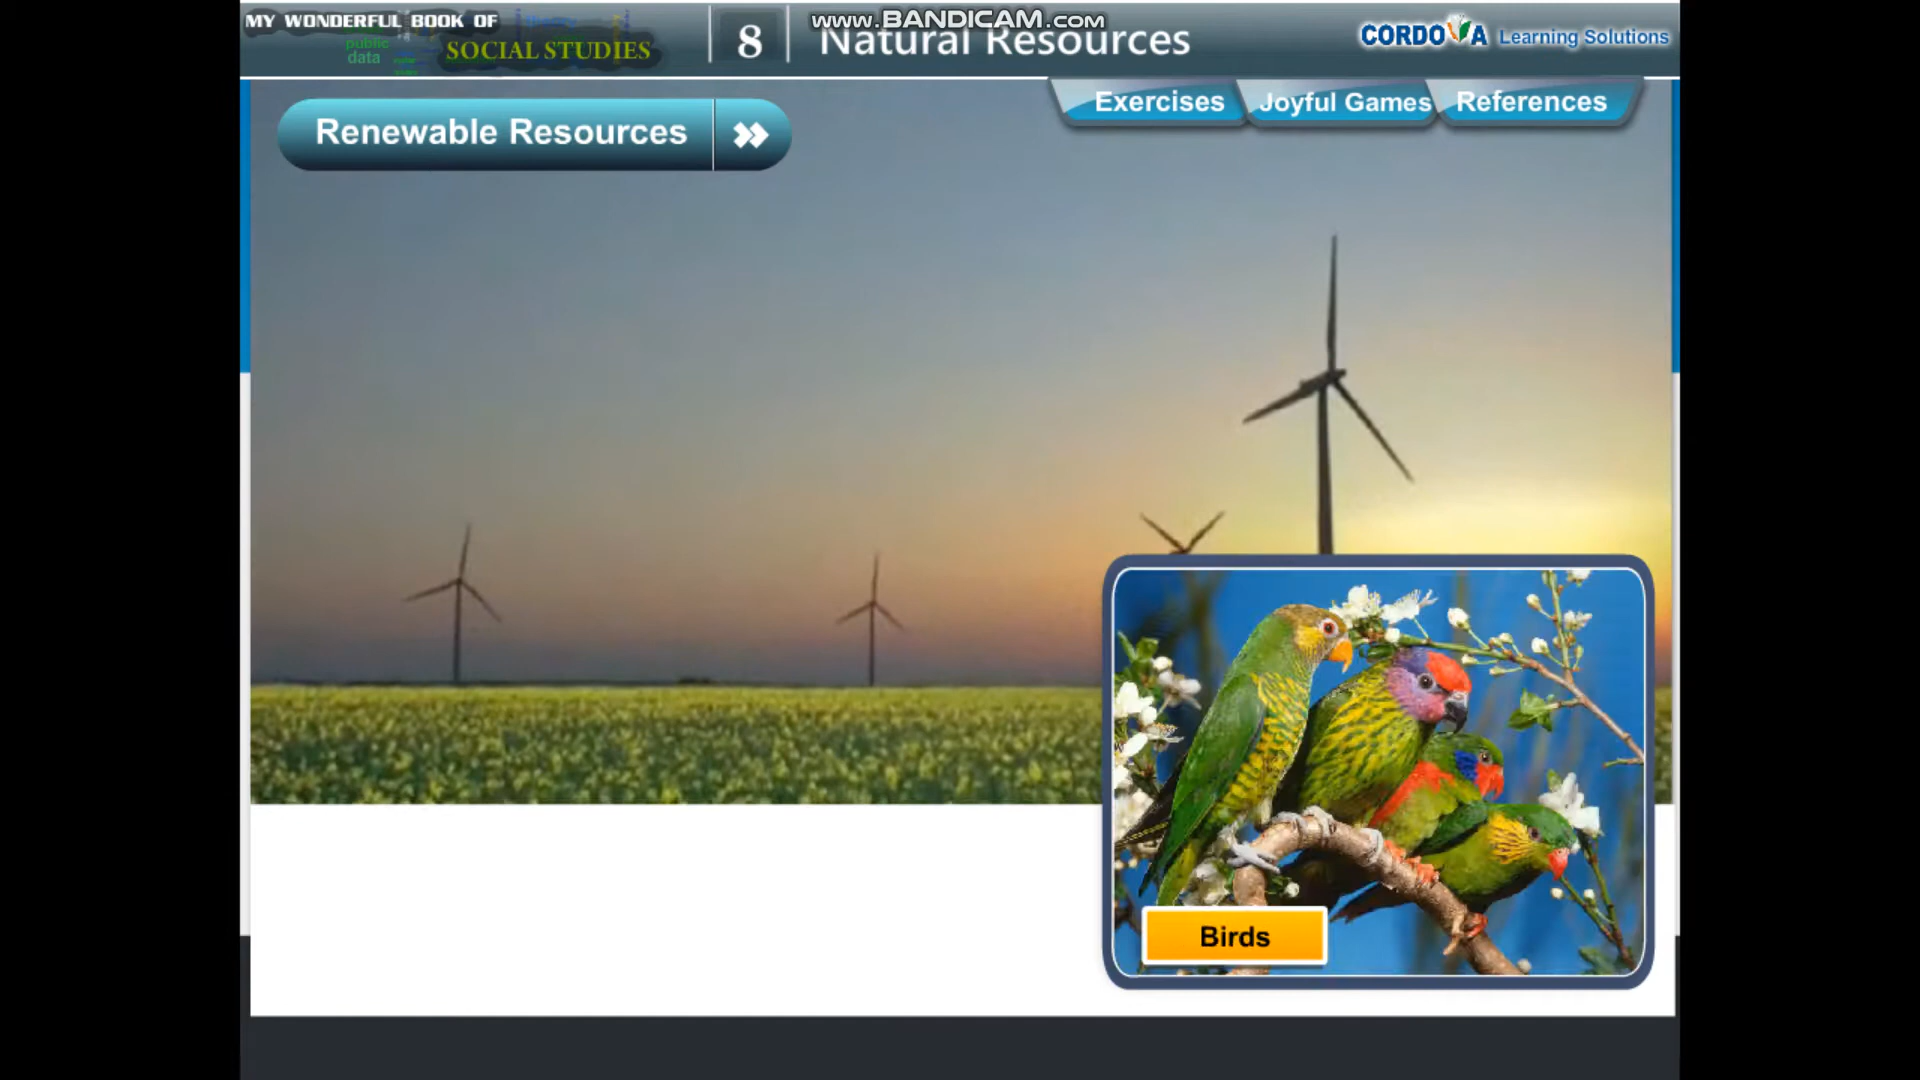 MY WONDERFUL BOOK OF
public
data
SOCIAL STUDIES
8
www.BANDICAM.com
Natural Resources
CORDOVA Learning Solutions
Exercises
Joyful Games
References
Renewable Resources
Birds